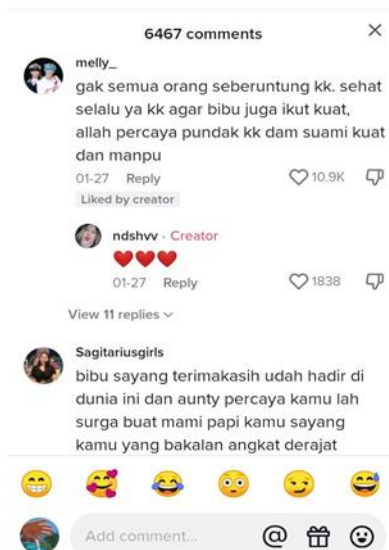 6467 comments
melly_
gak semua orang seberuntung kk. sehat
selalu ya kk agar bibu juga ikut kuat,
allah percaya pundak kk dam suami kuat
dan manpu
01-27 Reply
10.9K
Liked by creator
ndshvv · Creator
01-27 Reply
1838
View 11 replies
Sagitariusgirls
bibu sayang terimakasih udah hadir di
dunia ini dan aunty percaya kamu lah
surga buat mami papi kamu sayang
kamu yang bakalan angkat derajat
Add comment...